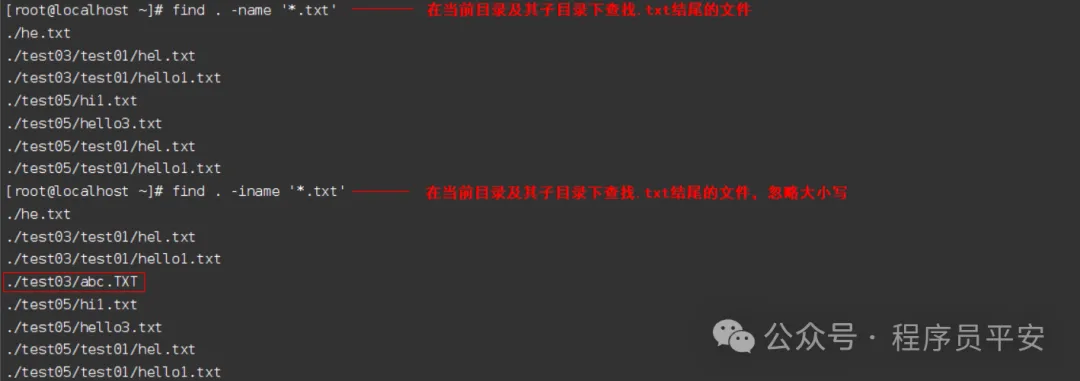 [root@localhost ~]# find . -name '*.txt' 在当前目录及其子目录下查找.txt结尾的文件
./he.txt
./test03/test01/hel.txt
./test03/test01/hello1.txt
./test05/hi1.txt
./test05/hello3.txt
./test05/test01/hel.txt
./test05/test01/hello1.txt
[root@localhost ~]# find . -iname '*.txt' 在当前目录及其子目录下查找.txt结尾的文件，忽略大小写
./he.txt
./test03/test01/hel.txt
./test03/test01/hello1.txt
./test03/abc.TXT
./test05/hi1.txt
./test05/hello3.txt
./test05/test01/hel.txt
./test05/test01/hello1.txt
公众号 · 程序员平安